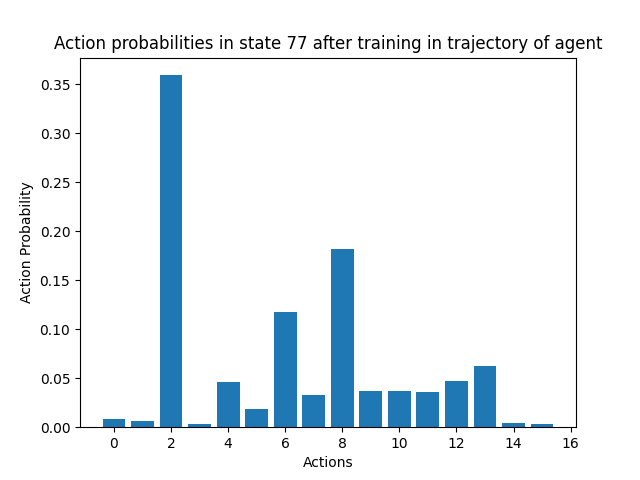 Action probabilities in state 77 after training in trajectory of agent
0.35
0.30
0.25
0.20
0.15
0.10
0.05
0.00
Action Probability
0 2 4 6 8 10 12 14 16
Actions